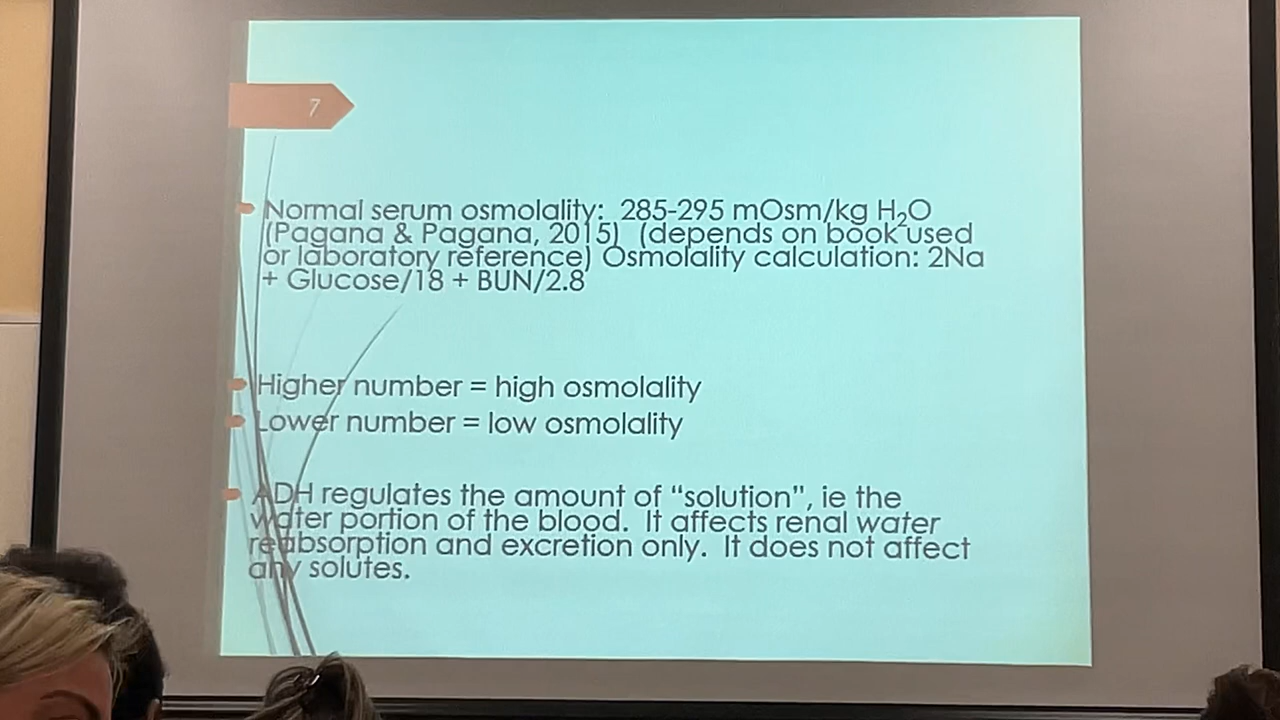 7
Normal serum osmolality: 285-295 mOsm/kg H₂O
(Pagana & Pagana, 2015) (depends on book used
or laboratory reference) Osmolality calculation: 2Na
+ Glucose/18 + BUN/2.8
Higher number = high osmolality
Lower number = low osmolality
ADH regulates the amount of “solution”, ie the
water portion of the blood. It affects renal water
reabsorption and excretion only. It does not affect
any solutes.